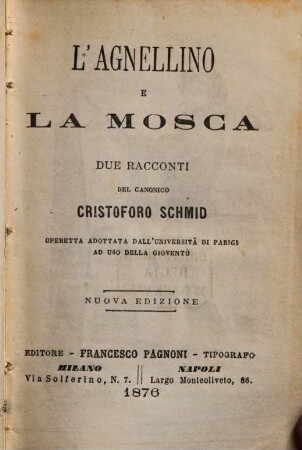 L'AGNELLINO
E
LA MOSCA
DUE RACCONTI
DEL CANONICO
CRISTOFORO SCHMID
OPERETTA ADOTTATA DALL'UNIVERSITÀ DI PARIGI
AD USO DELLA GIOVENTÙ
NUOVA EDIZIONE
EDITORE - FRANCESCO PAGNONI - TIPOGRAFO
MILANO || NAPOLI
Via Solferino, N. 7. || Largo Monteoliveto, 86.
1876